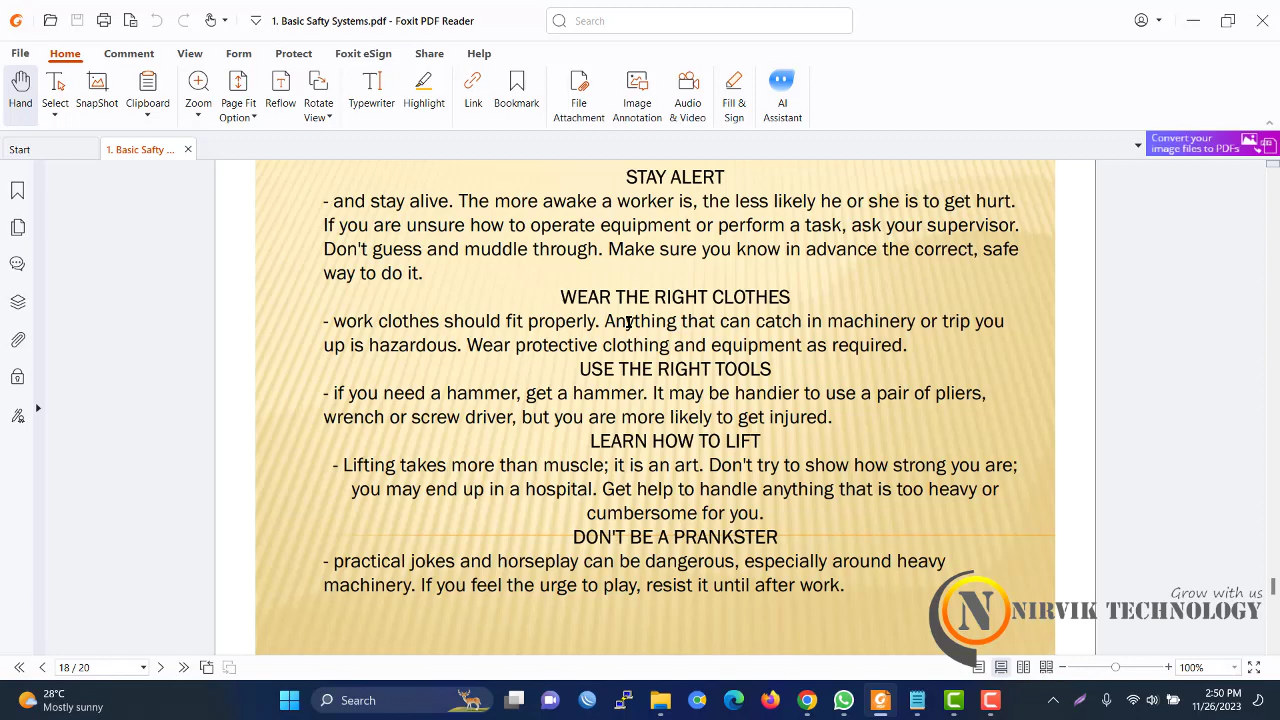 1. Basic Safty Systems.pdf - Foxit PDF Reader
Search
File
Home
Comment
View
Form
Protect
Foxit eSign
Share
Help
Hand
Select
SnapShot
Clipboard
Zoom
Page Fit Option
Reflow
Rotate View
Typewriter
Highlight
Link
Bookmark
File Attachment
Image Annotation
Audio & Video
Fill & Sign
AI Assistant
Start
1. Basic Safty ...
Convert your
image files to PDFs
STAY ALERT
- and stay alive. The more awake a worker is, the less likely he or she is to get hurt.
If you are unsure how to operate equipment or perform a task, ask your supervisor.
Don't guess and muddle through. Make sure you know in advance the correct, safe
way to do it.
WEAR THE RIGHT CLOTHES
- work clothes should fit properly. Anything that can catch in machinery or trip you
up is hazardous. Wear protective clothing and equipment as required.
USE THE RIGHT TOOLS
- if you need a hammer, get a hammer. It may be handier to use a pair of pliers,
wrench or screw driver, but you are more likely to get injured.
LEARN HOW TO LIFT
- Lifting takes more than muscle; it is an art. Don't try to show how strong you are;
you may end up in a hospital. Get help to handle anything that is too heavy or
cumbersome for you.
DON'T BE A PRANKSTER
- practical jokes and horseplay can be dangerous, especially around heavy
machinery. If you feel the urge to play, resist it until after work.
Grow with us
N NIRVIK TECHNOLOGY
18 / 20
100%
28°C
Mostly sunny
Search
2:50 PM
11/26/2023